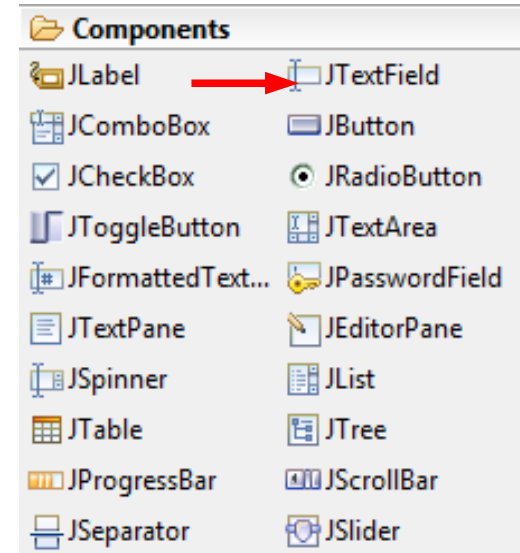 Components
JLabel JTextField
JComboBox JButton
JCheckBox JRadioButton
JToggleButton JTextArea
JFormattedText... JPasswordField
JTextPane JEditorPane
JSpinner JList
JTable JTree
JProgressBar JScrollBar
JSeparator JSlider